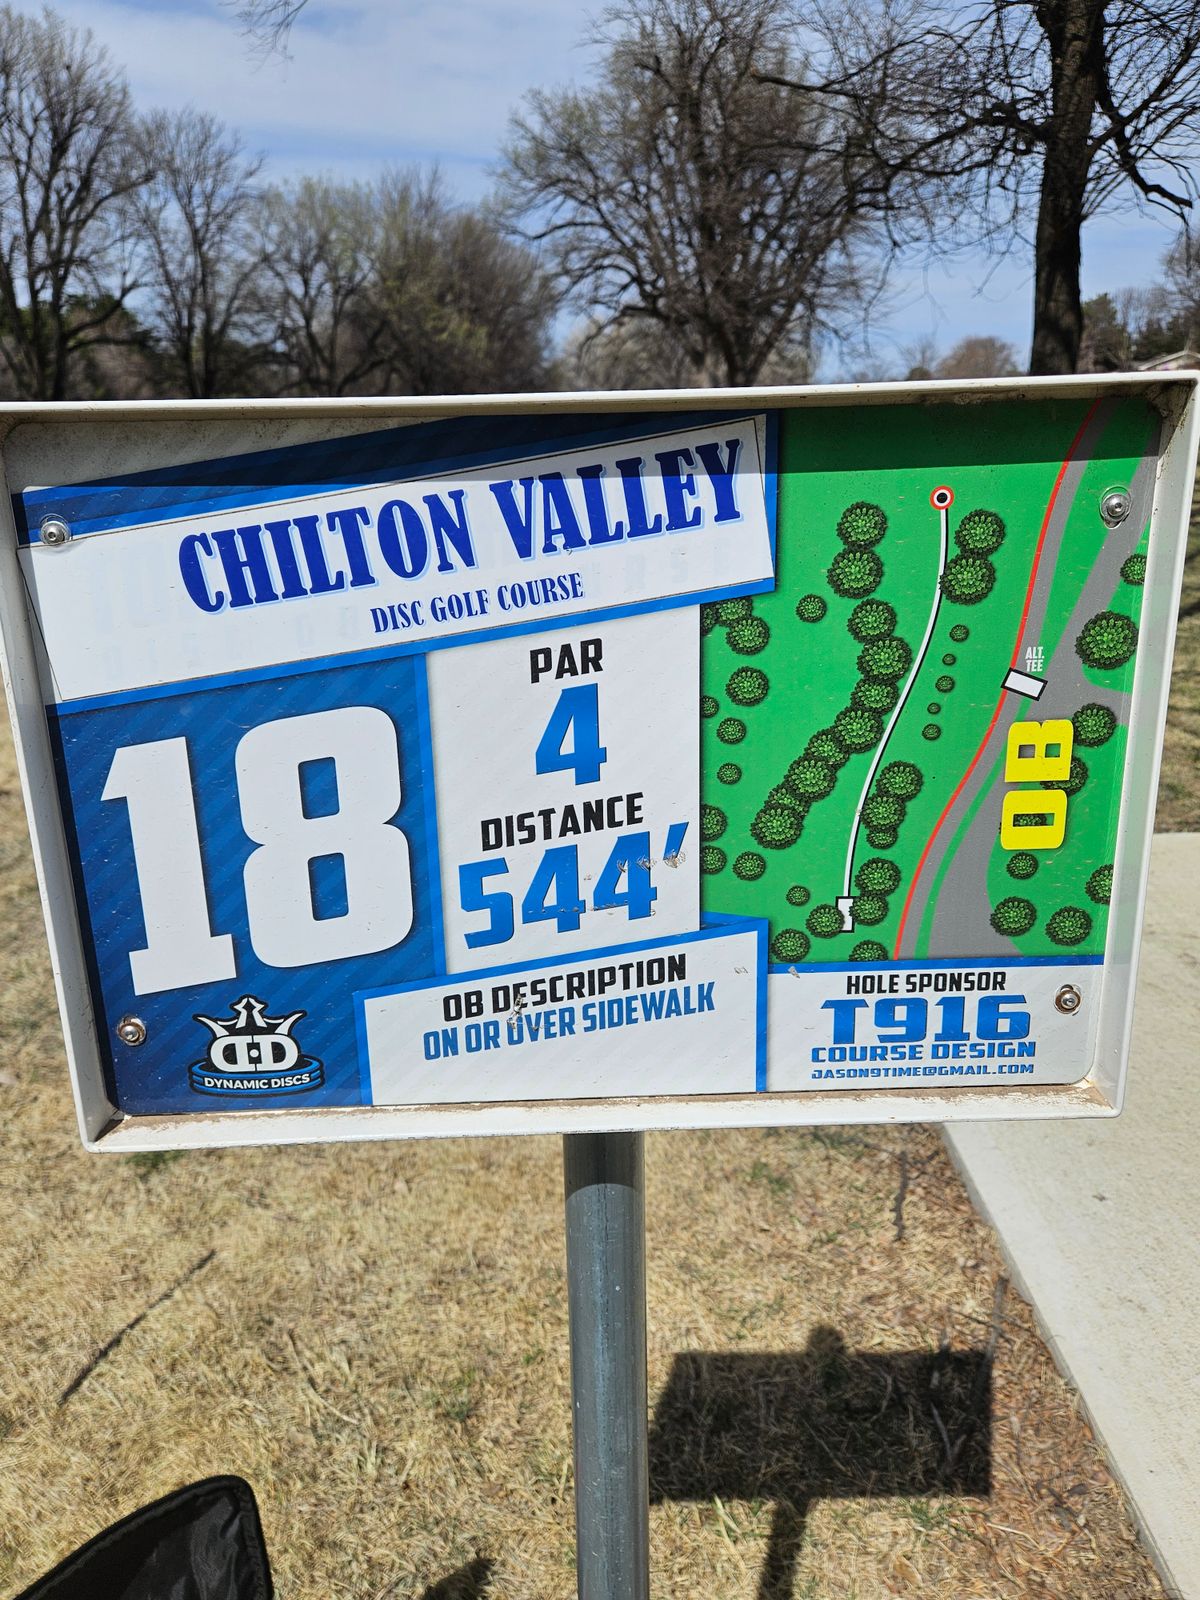 CHILTON VALLEY
DISC GOLF COURSE
18
PAR
4
DISTANCE
544'
OB DESCRIPTION
ON OR OVER SIDEWALK
DD
DYNAMIC DISCS
ALT.
TEE
OB
HOLE SPONSOR
T916
COURSE DESIGN
JASON9TIME@GMAIL.COM